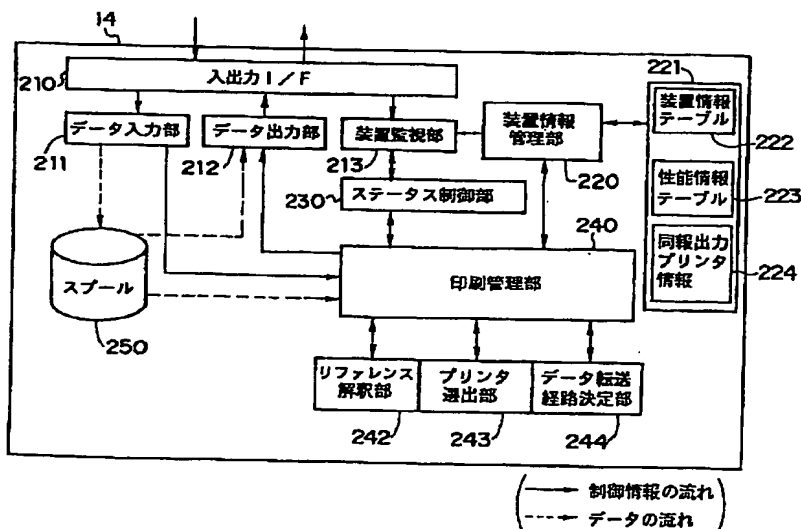 14
210
入出力I/F
221
装置情報
テーブル
222
データ入力部
211
データ出力部
212
装置監視部
213
装置情報
管理部
220
230
ステータス制御部
性能情報
テーブル
223
240
同報出力
プリンタ
情報
224
印刷管理部
スプール
250
リファレンス
解釈部
242
プリンタ
選出部
243
データ転送
経路決定部
244
制御情報の流れ
データの流れ